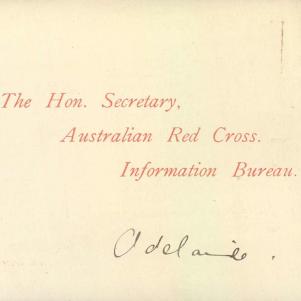 The Hon. Secretary,
Australian Red Cross.
Information Bureau.
Adelaide.